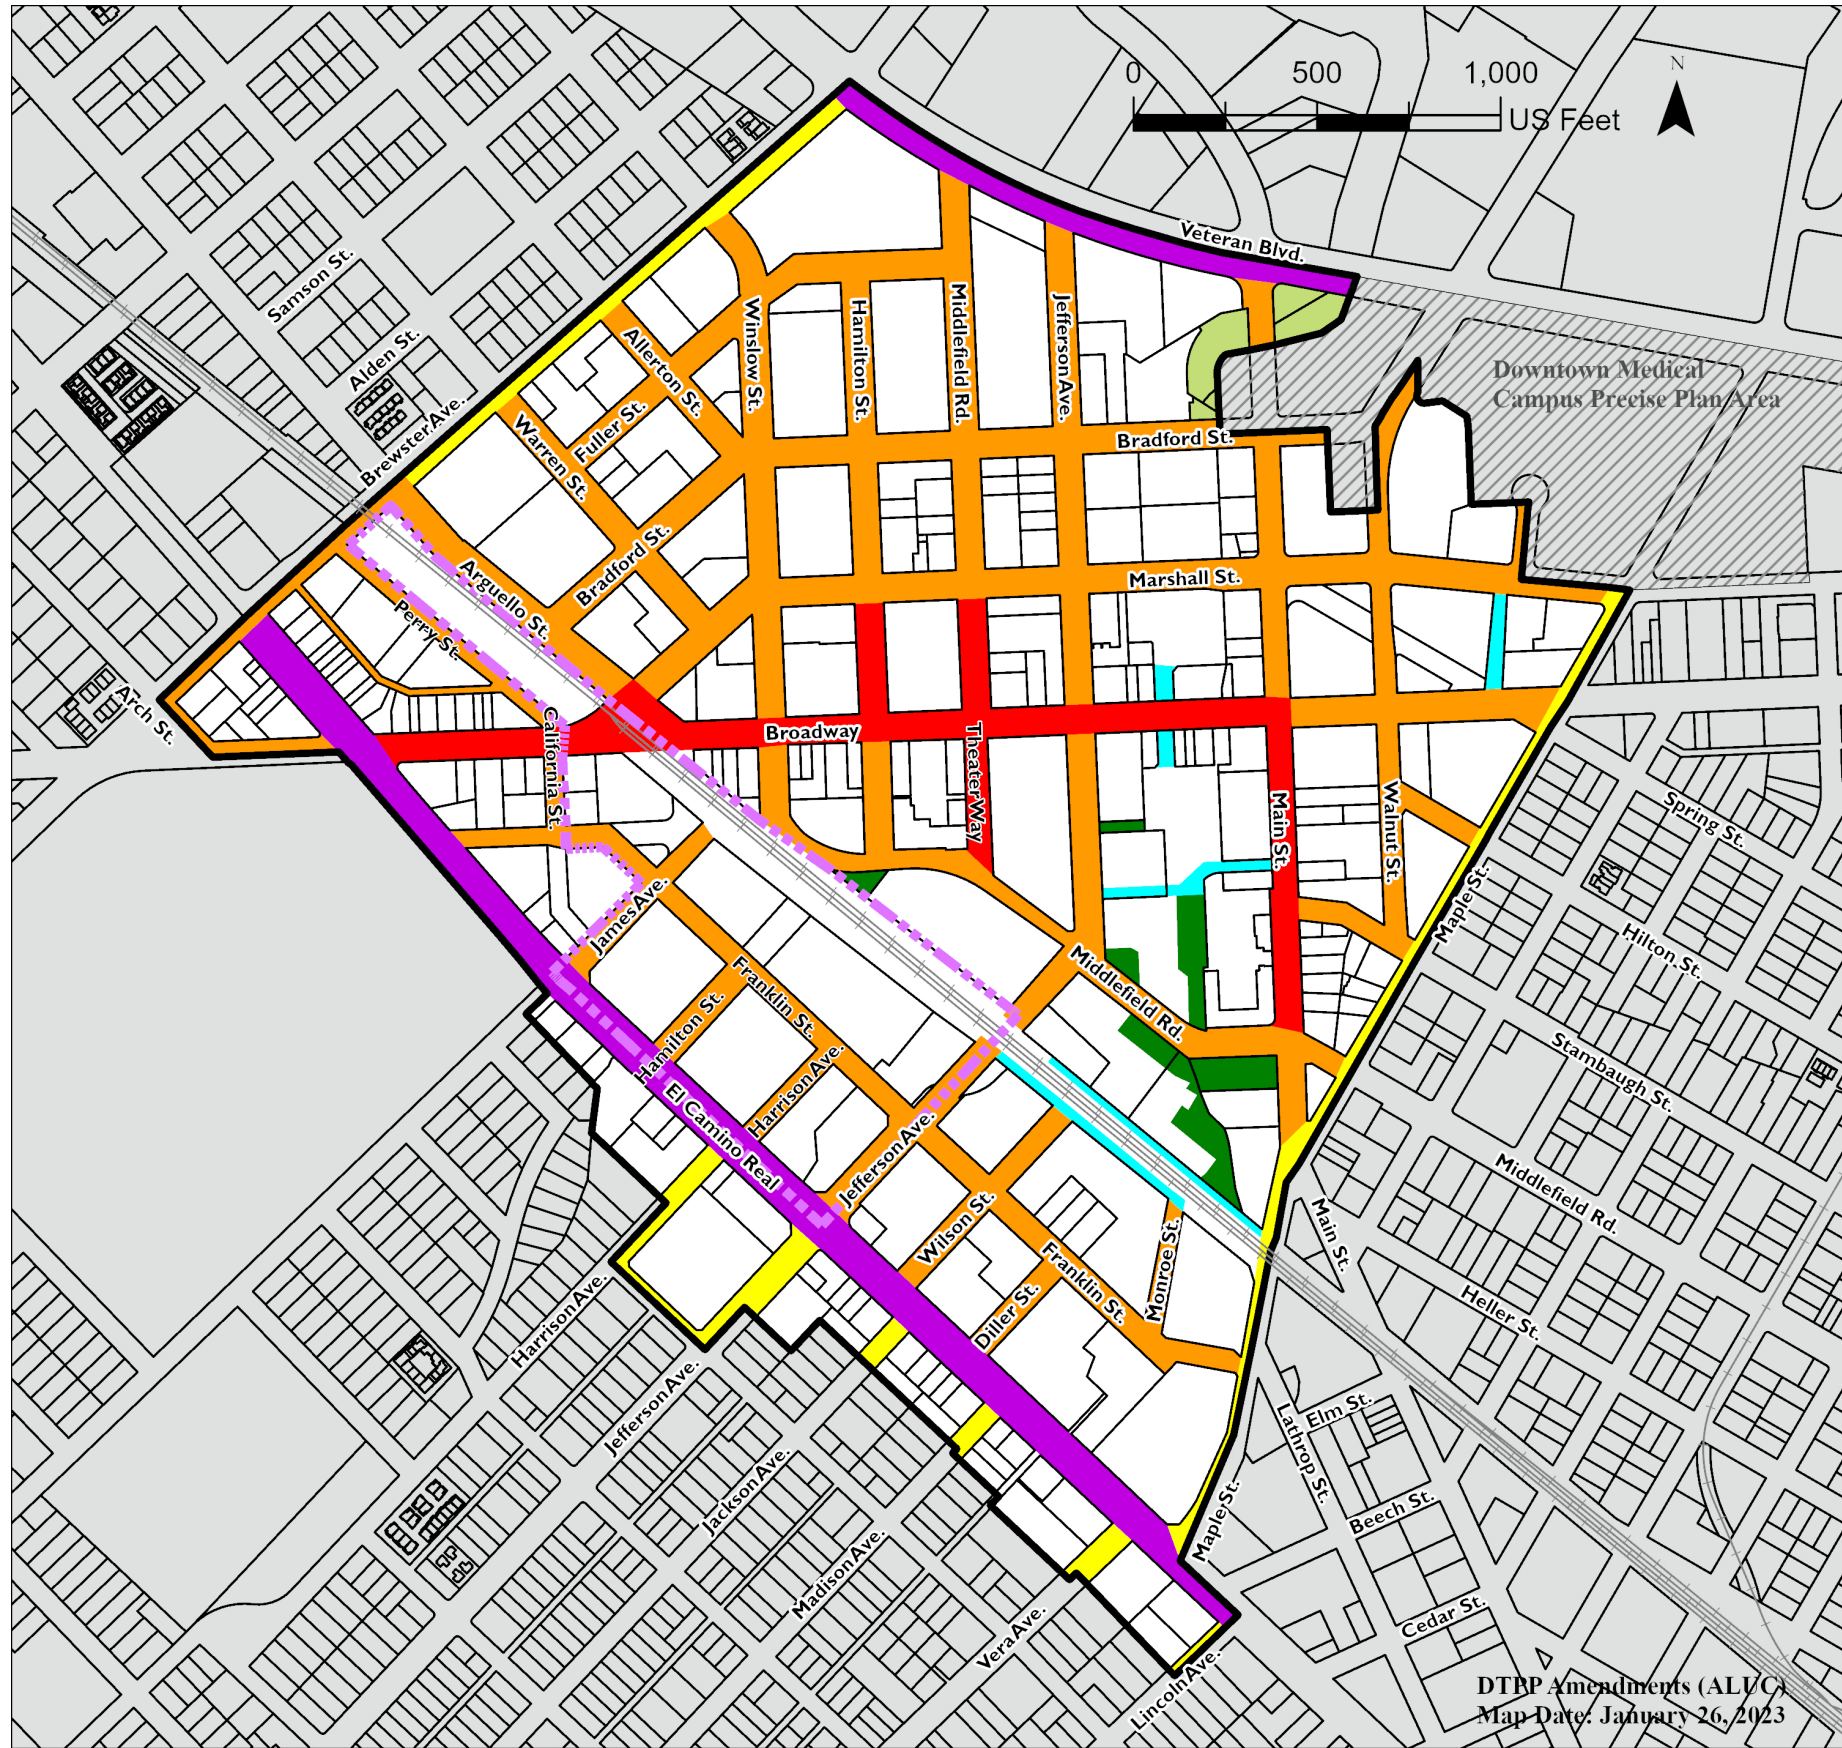 0 500 1,000
US Feet
N
Veteran Blvd.
Samson St.
Alden St.
Brewster Ave.
Allerton St.
Winslow St.
Hamilton St.
Middlefield Rd.
Jefferson Ave.
Downtown Medical
Campus Precise Plan Area
Fuller St.
Warren St.
Bradford St.
Bradford St.
Arguello St.
Marshall St.
Perry St.
Arch St.
California St.
Broadway
Theater Way
Main St.
Walnut St.
Spring St.
Maple St.
Hilton St.
James Ave.
Franklin St.
Middlefield Rd.
Hamilton St.
Harrison Ave.
Stambaugh St.
El Camino Real
Jefferson Ave.
Wilson St.
Middlefield Rd.
Main St.
Monroe St.
Franklin St.
Diller St.
Heller St.
Harrison Ave.
Jefferson Ave.
Elm St.
Lathrop St.
Jackson Ave.
Maple St.
Beech St.
Madison Ave.
Cedar St.
Vera Ave.
Lincoln Ave.
DTPP Amendments (ALUC)
Map Date: January 26, 2023